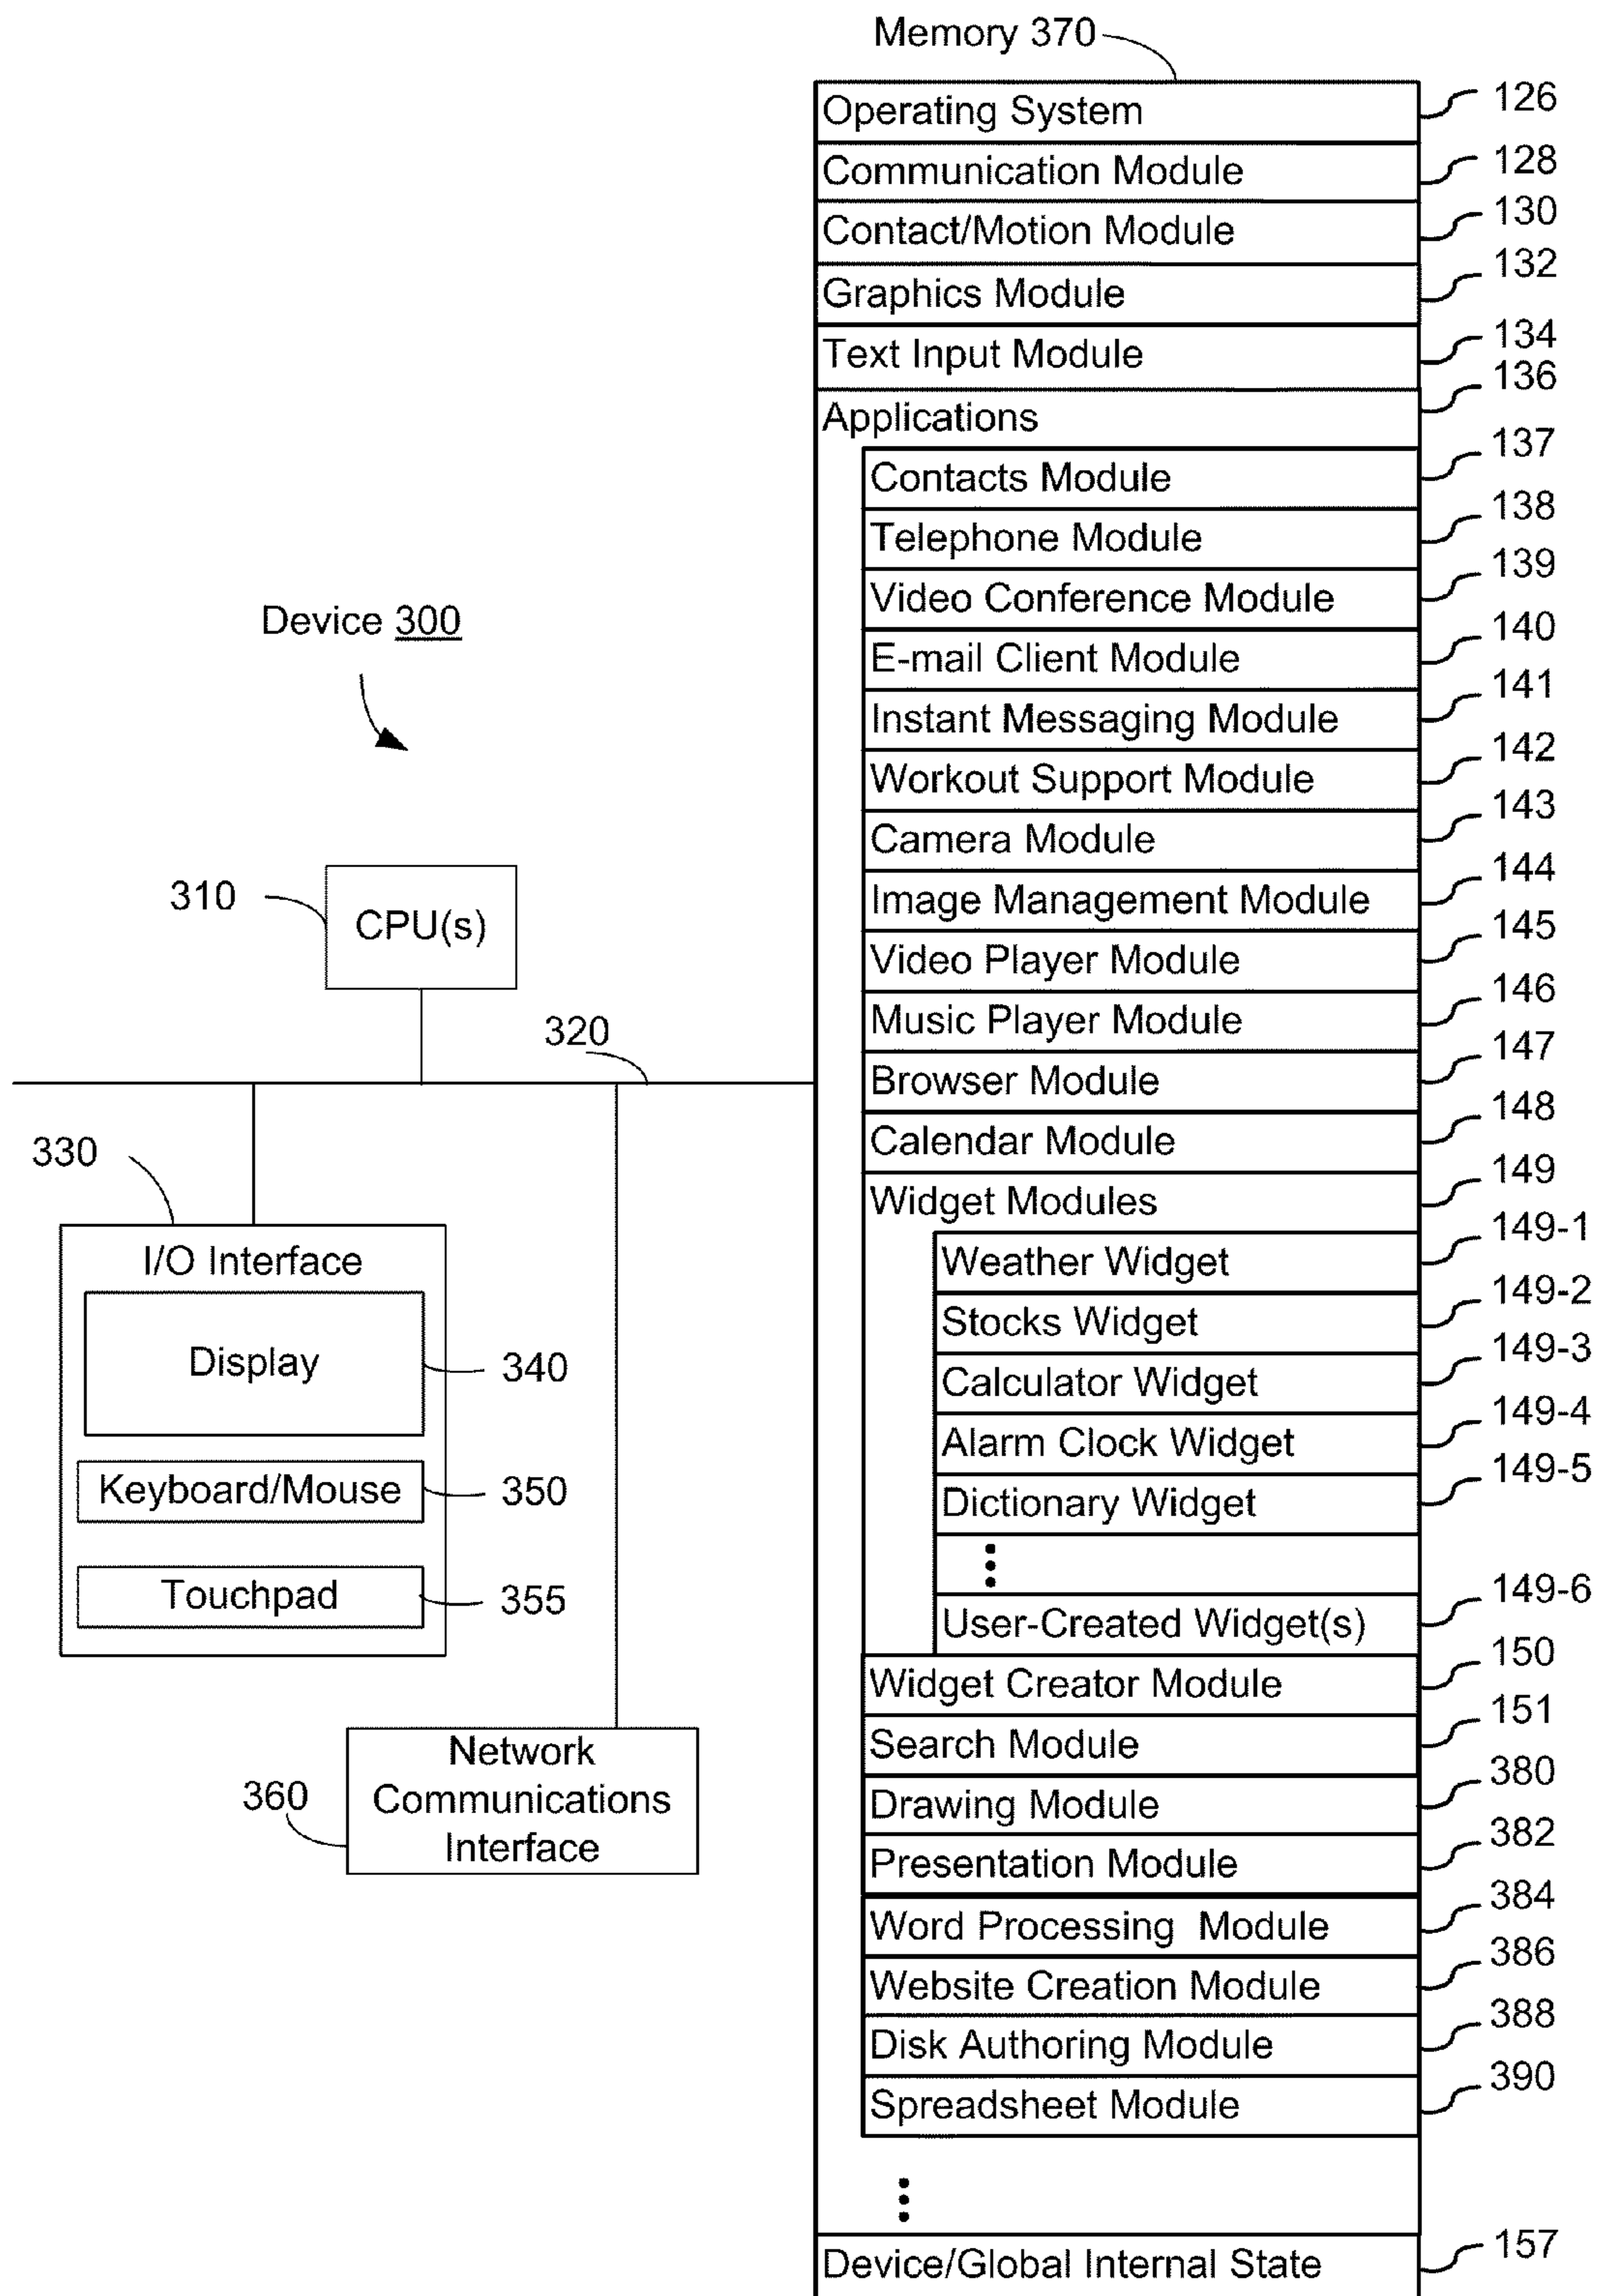 Memory 370
Operating System 126
Communication Module 128
Contact/Motion Module 130
Graphics Module 132
Text Input Module 134
Applications 136
Contacts Module 137
Telephone Module 138
Video Conference Module 139
E-mail Client Module 140
Instant Messaging Module 141
Workout Support Module 142
Camera Module 143
Image Management Module 144
Video Player Module 145
Music Player Module 146
Browser Module 147
Calendar Module 148
Widget Modules 149
Weather Widget 149-1
Stocks Widget 149-2
Calculator Widget 149-3
Alarm Clock Widget 149-4
Dictionary Widget 149-5
User-Created Widget(s) 149-6
Widget Creator Module 150
Search Module 151
Drawing Module 380
Presentation Module 382
Word Processing Module 384
Website Creation Module 386
Disk Authoring Module 388
Spreadsheet Module 390
Device/Global Internal State 157
Device 300
310 CPU(s)
320
330
I/O Interface
Display 340
Keyboard/Mouse 350
Touchpad 355
360
Network
Communications
Interface